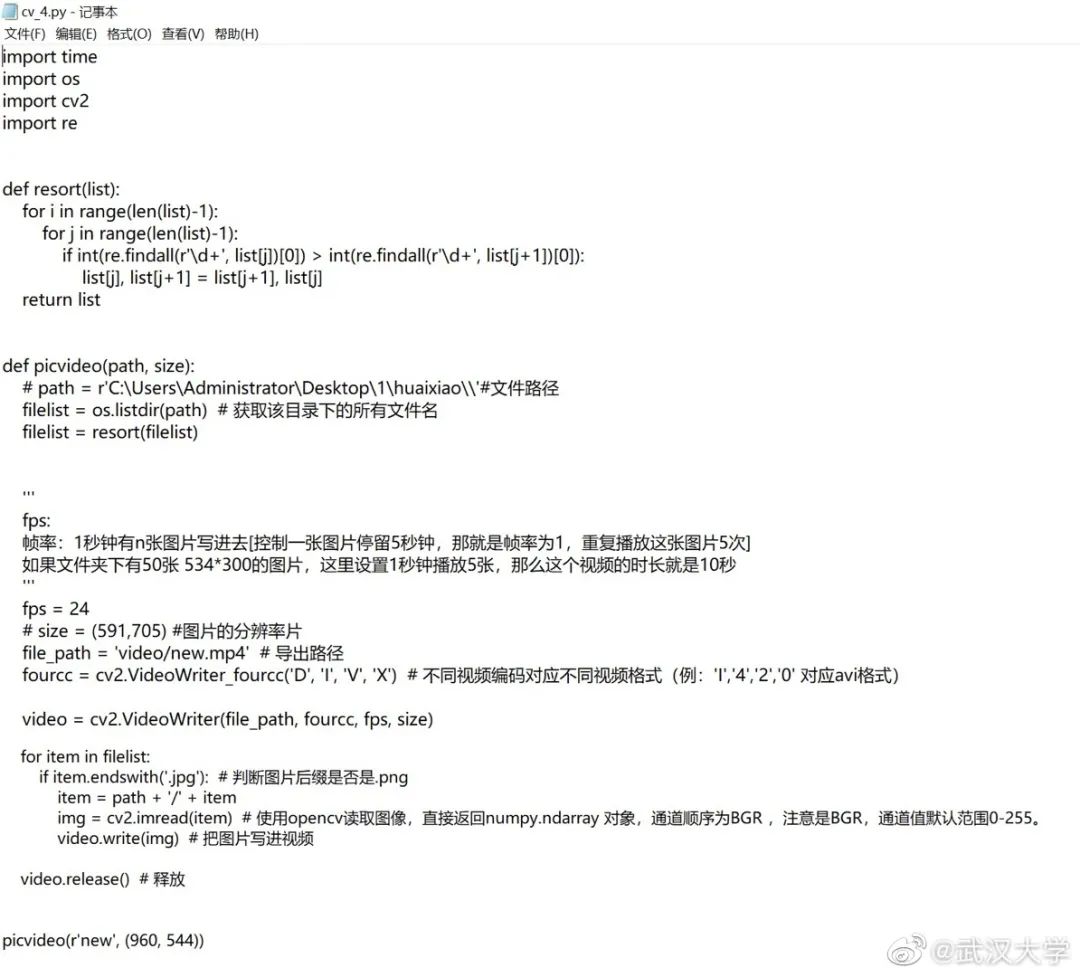 cv_4.py - 记事本
文件(F) 编辑(E) 格式(O) 查看(V) 帮助(H)
import time
import os
import cv2
import re
def resort(list):
    for i in range(len(list)-1):
        for j in range(len(list)-1):
            if int(re.findall(r'\d+', list[j])[0]) > int(re.findall(r'\d+', list[j+1])[0]):
                list[j], list[j+1] = list[j+1], list[j]
    return list
def picvideo(path, size):
    # path = r'C:\Users\Administrator\Desktop\1\huaixiao\\'#文件路径
    filelist = os.listdir(path)  # 获取该目录下的所有文件名
    filelist = resort(filelist)
    '''
    fps:
    帧率：1秒钟有n张图片写进去[控制一张图片停留5秒钟，那就是帧率为1，重复播放这张图片5次]
    如果文件夹下有50张 534*300的图片，这里设置1秒钟播放5张，那么这个视频的时长就是10秒
    '''
    fps = 24
    # size = (591,705) #图片的分辨率片
    file_path = 'video/new.mp4'  # 导出路径
    fourcc = cv2.VideoWriter_fourcc('D', 'I', 'V', 'X')  # 不同视频编码对应不同视频格式（例：'I','4','2','0' 对应avi格式）
    video = cv2.VideoWriter(file_path, fourcc, fps, size)
    for item in filelist:
        if item.endswith('.jpg'):  # 判断图片后缀是否是.png
            item = path + '/' + item
            img = cv2.imread(item)  # 使用opencv读取图像，直接返回numpy.ndarray 对象，通道顺序为BGR ，注意是BGR，通道值默认范围0-255。
            video.write(img)  # 把图片写进视频
    video.release()  # 释放
picvideo(r'new', (960, 544))
@武汉大学